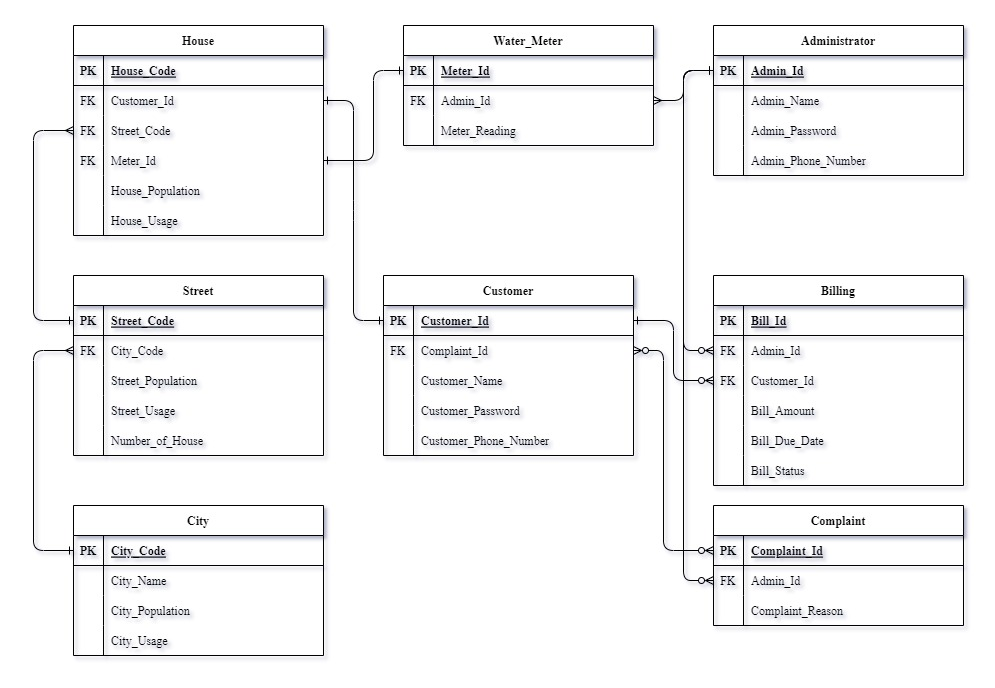 House
PK House_Code
FK Customer_Id
FK Street_Code
FK Meter_Id
House_Population
House_Usage
Water_Meter
PK Meter_Id
FK Admin_Id
Meter_Reading
Administrator
PK Admin_Id
Admin_Name
Admin_Password
Admin_Phone_Number
Street
PK Street_Code
FK City_Code
Street_Population
Street_Usage
Number_of_House
Customer
PK Customer_Id
FK Complaint_Id
Customer_Name
Customer_Password
Customer_Phone_Number
Billing
PK Bill_Id
FK Admin_Id
FK Customer_Id
Bill_Amount
Bill_Due_Date
Bill_Status
City
PK City_Code
City_Name
City_Population
City_Usage
Complaint
PK Complaint_Id
FK Admin_Id
Complaint_Reason